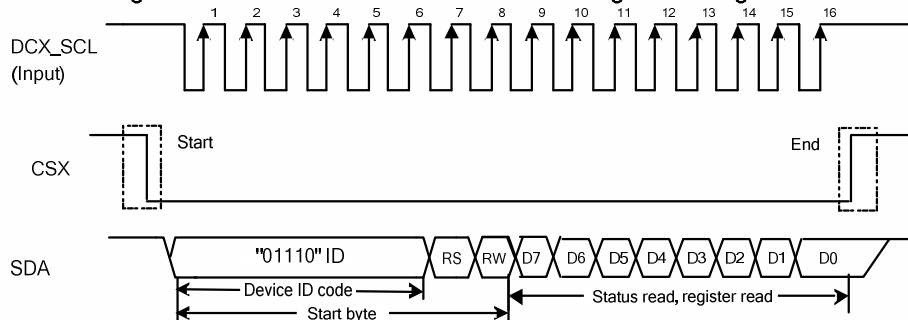 1 2 3 4 5 6 7 8 9 10 11 12 13 14 15 16
DCX_SCL
(Input)
Start
End
CSX
SDA
"01110" ID RS RW D7 D6 D5 D4 D3 D2 D1 D0
Device ID code
Status read, register read
Start byte